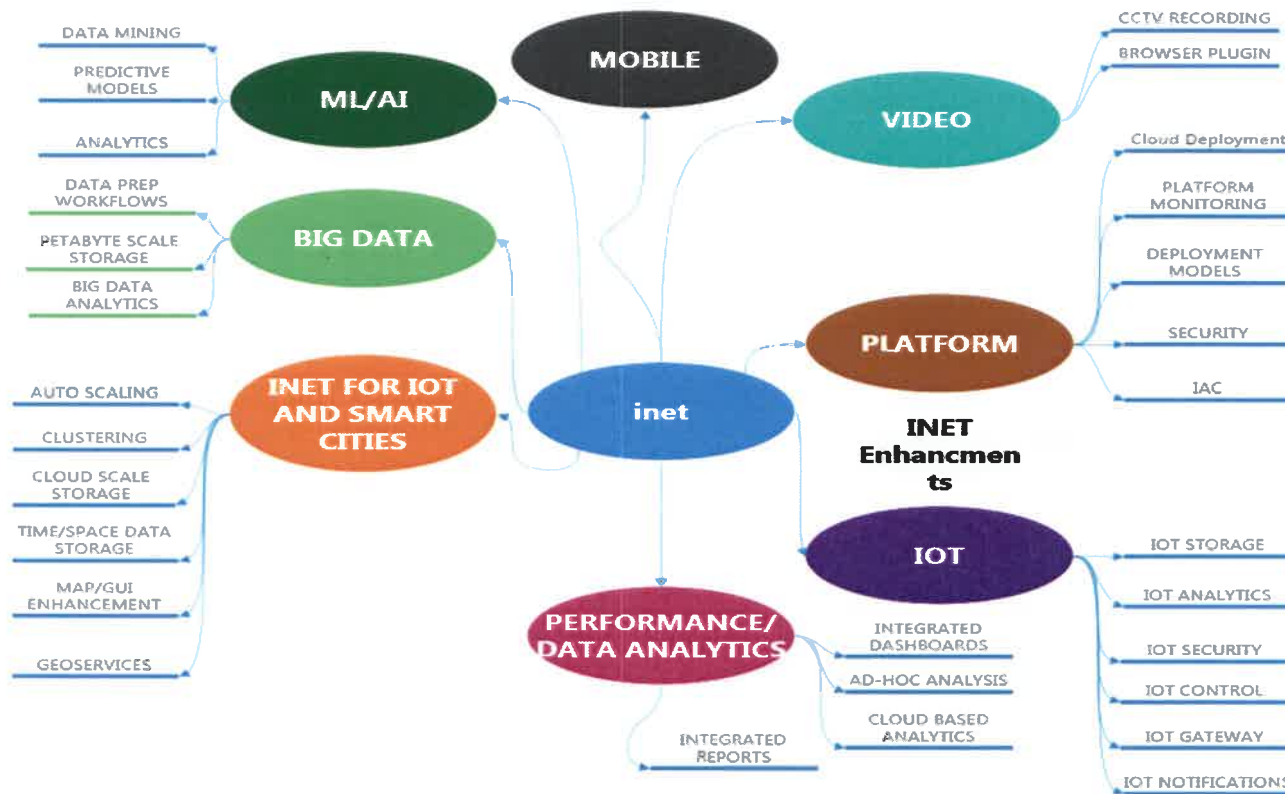 DATA MINING
PREDICTIVE
MODELS
ANALYTICS
ML/AI
MOBILE
VIDEO
CCTV RECORDING
BROWSER PLUGIN
DATA PREP
WORKFLOWS
PETABYTE SCALE
STORAGE
BIG DATA
ANALYTICS
BIG DATA
Cloud Deployment
PLATFORM
MONITORING
DEPLOYMENT
MODELS
SECURITY
IAC
PLATFORM
AUTO SCALING
CLUSTERING
CLOUD SCALE
STORAGE
TIME/SPACE DATA
STORAGE
MAP/GUI
ENHANCEMENT
GEOSERVICES
INET FOR IOT
AND SMART
CITIES
inet
INET
Enhancmen
ts
IOT
IOT STORAGE
IOT ANALYTICS
IOT SECURITY
IOT CONTROL
IOT GATEWAY
IOT NOTIFICATIONS
PERFORMANCE/
DATA ANALYTICS
INTEGRATED
DASHBOARDS
AD-HOC ANALYSIS
CLOUD BASED
ANALYTICS
INTEGRATED
REPORTS